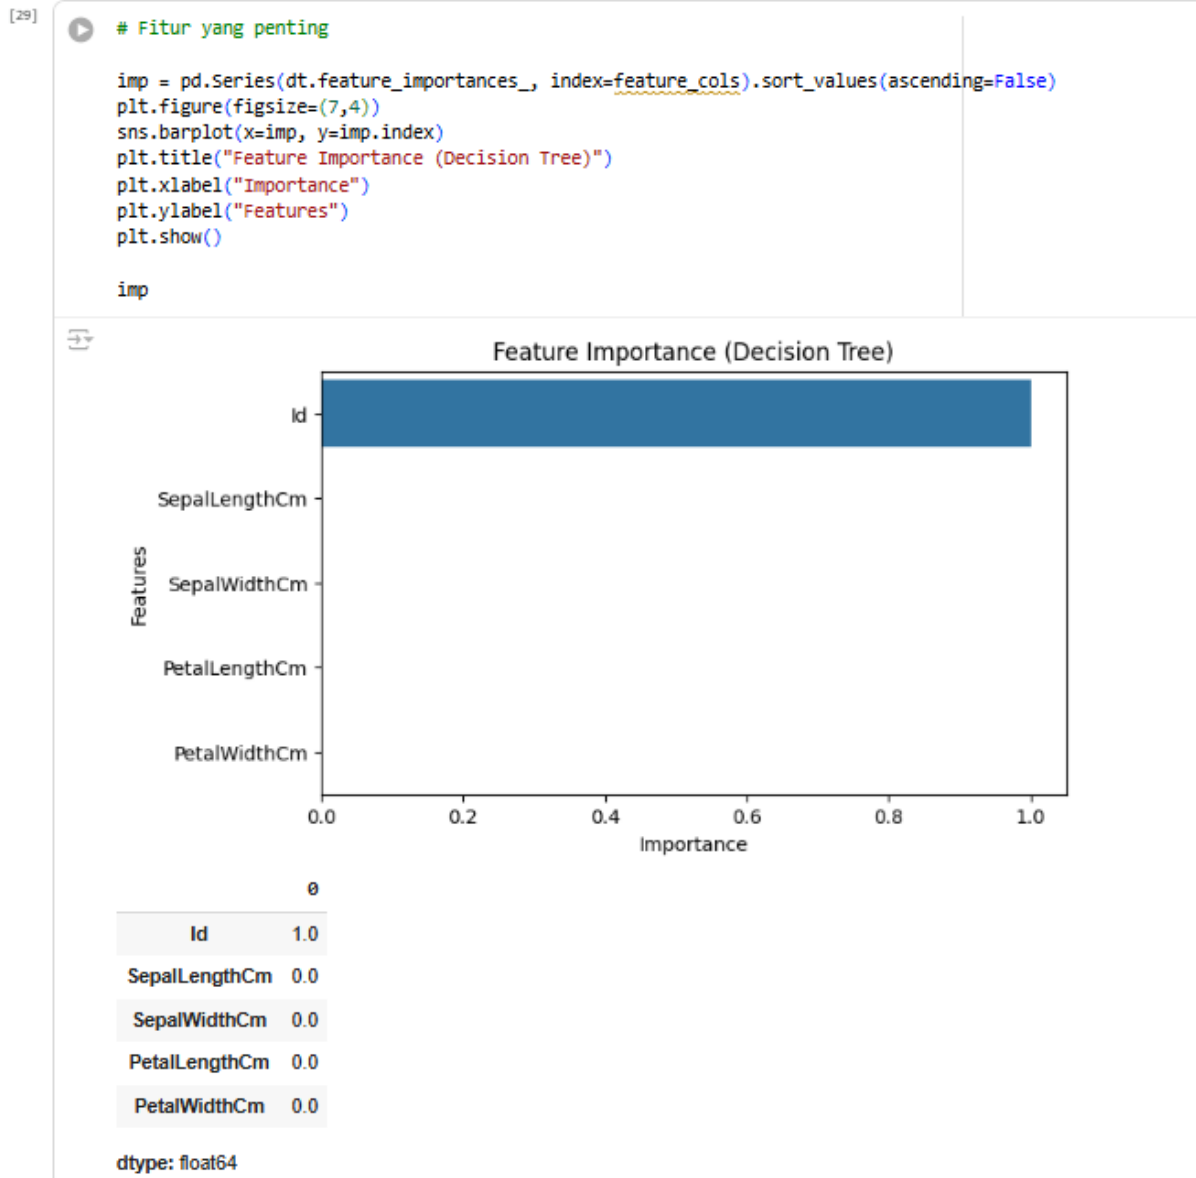 [29]
# Fitur yang penting
imp = pd.Series(dt.feature_importances_, index=feature_cols).sort_values(ascending=False)
plt.figure(figsize=(7,4))
sns.barplot(x=imp, y=imp.index)
plt.title("Feature Importance (Decision Tree)")
plt.xlabel("Importance")
plt.ylabel("Features")
plt.show()
imp
Feature Importance (Decision Tree)
Id
SepalLengthCm
SepalWidthCm
PetalLengthCm
PetalWidthCm
Features
0.0 0.2 0.4 0.6 0.8 1.0
Importance
0
Id 1.0
SepalLengthCm 0.0
SepalWidthCm 0.0
PetalLengthCm 0.0
PetalWidthCm 0.0
dtype: float64